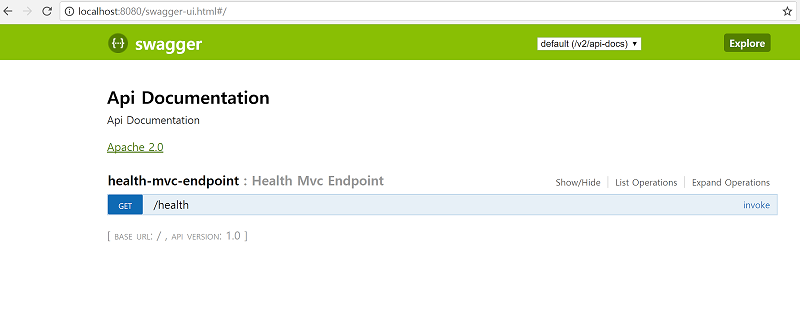 localhost:8080/swagger-ui.html#/
{··} swagger default (/v2/api-docs) ▼ Explore
Api Documentation
Api Documentation
Apache 2.0
health-mvc-endpoint : Health Mvc Endpoint Show/Hide List Operations Expand Operations
GET /health invoke
[ BASE URL: / , API VERSION: 1.0 ]